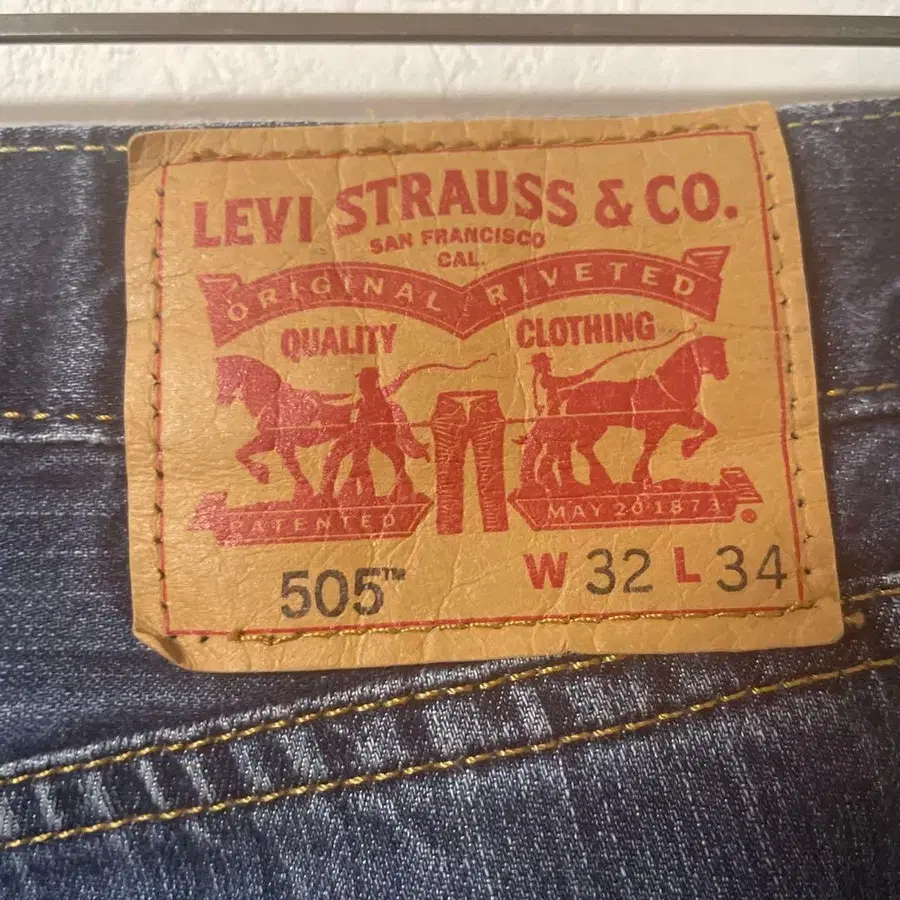 LEVI STRAUSS & CO.
SAN FRANCISCO
CAL.
ORIGINAL RIVETED
QUALITY CLOTHING
PATENTED MAY 20 1873
505™ W 32 L 34